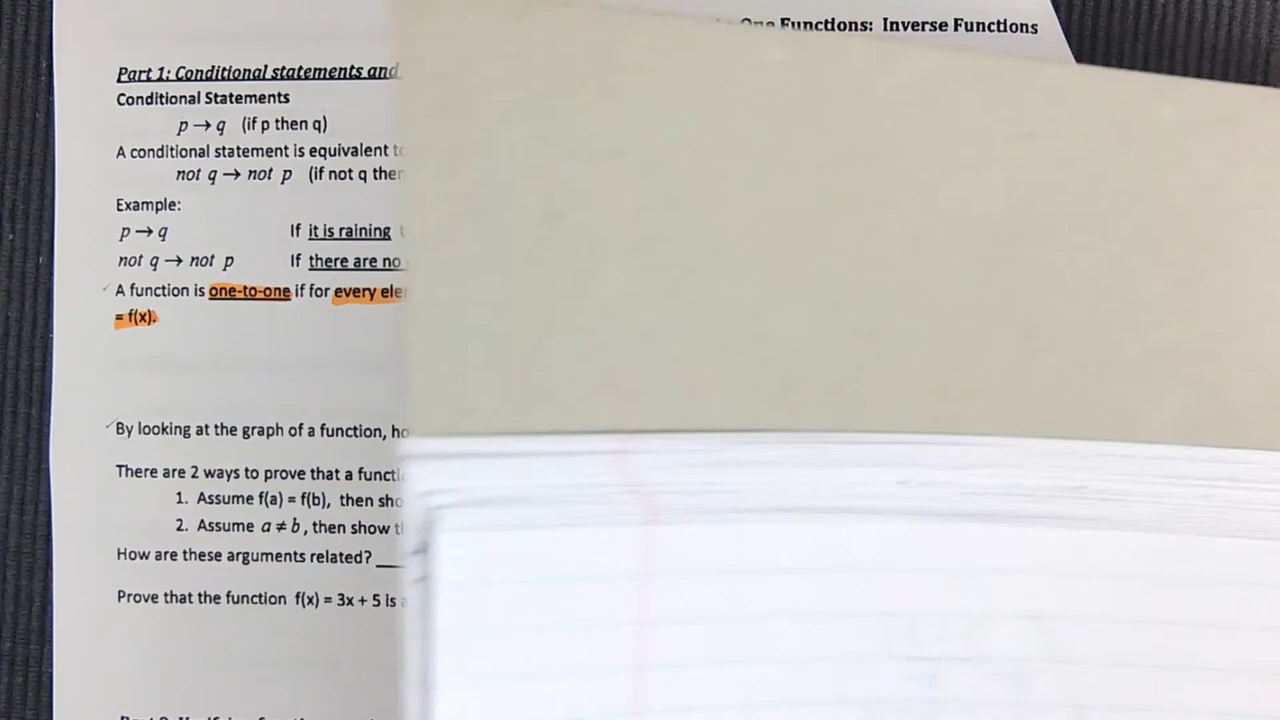 One Functions: Inverse Functions
Part 1: Conditional statements and
Conditional Statements
p → q (if p then q)
A conditional statement is equivalent to
not q → not p (if not q then
Example:
p → q If it is raining
not q → not p If there are no
A function is one-to-one if for every ele
= f(x).
By looking at the graph of a function, ho
There are 2 ways to prove that a functi
1. Assume f(a) = f(b), then sho
2. Assume a ≠ b, then show t
How are these arguments related? ___
Prove that the function f(x) = 3x + 5 is